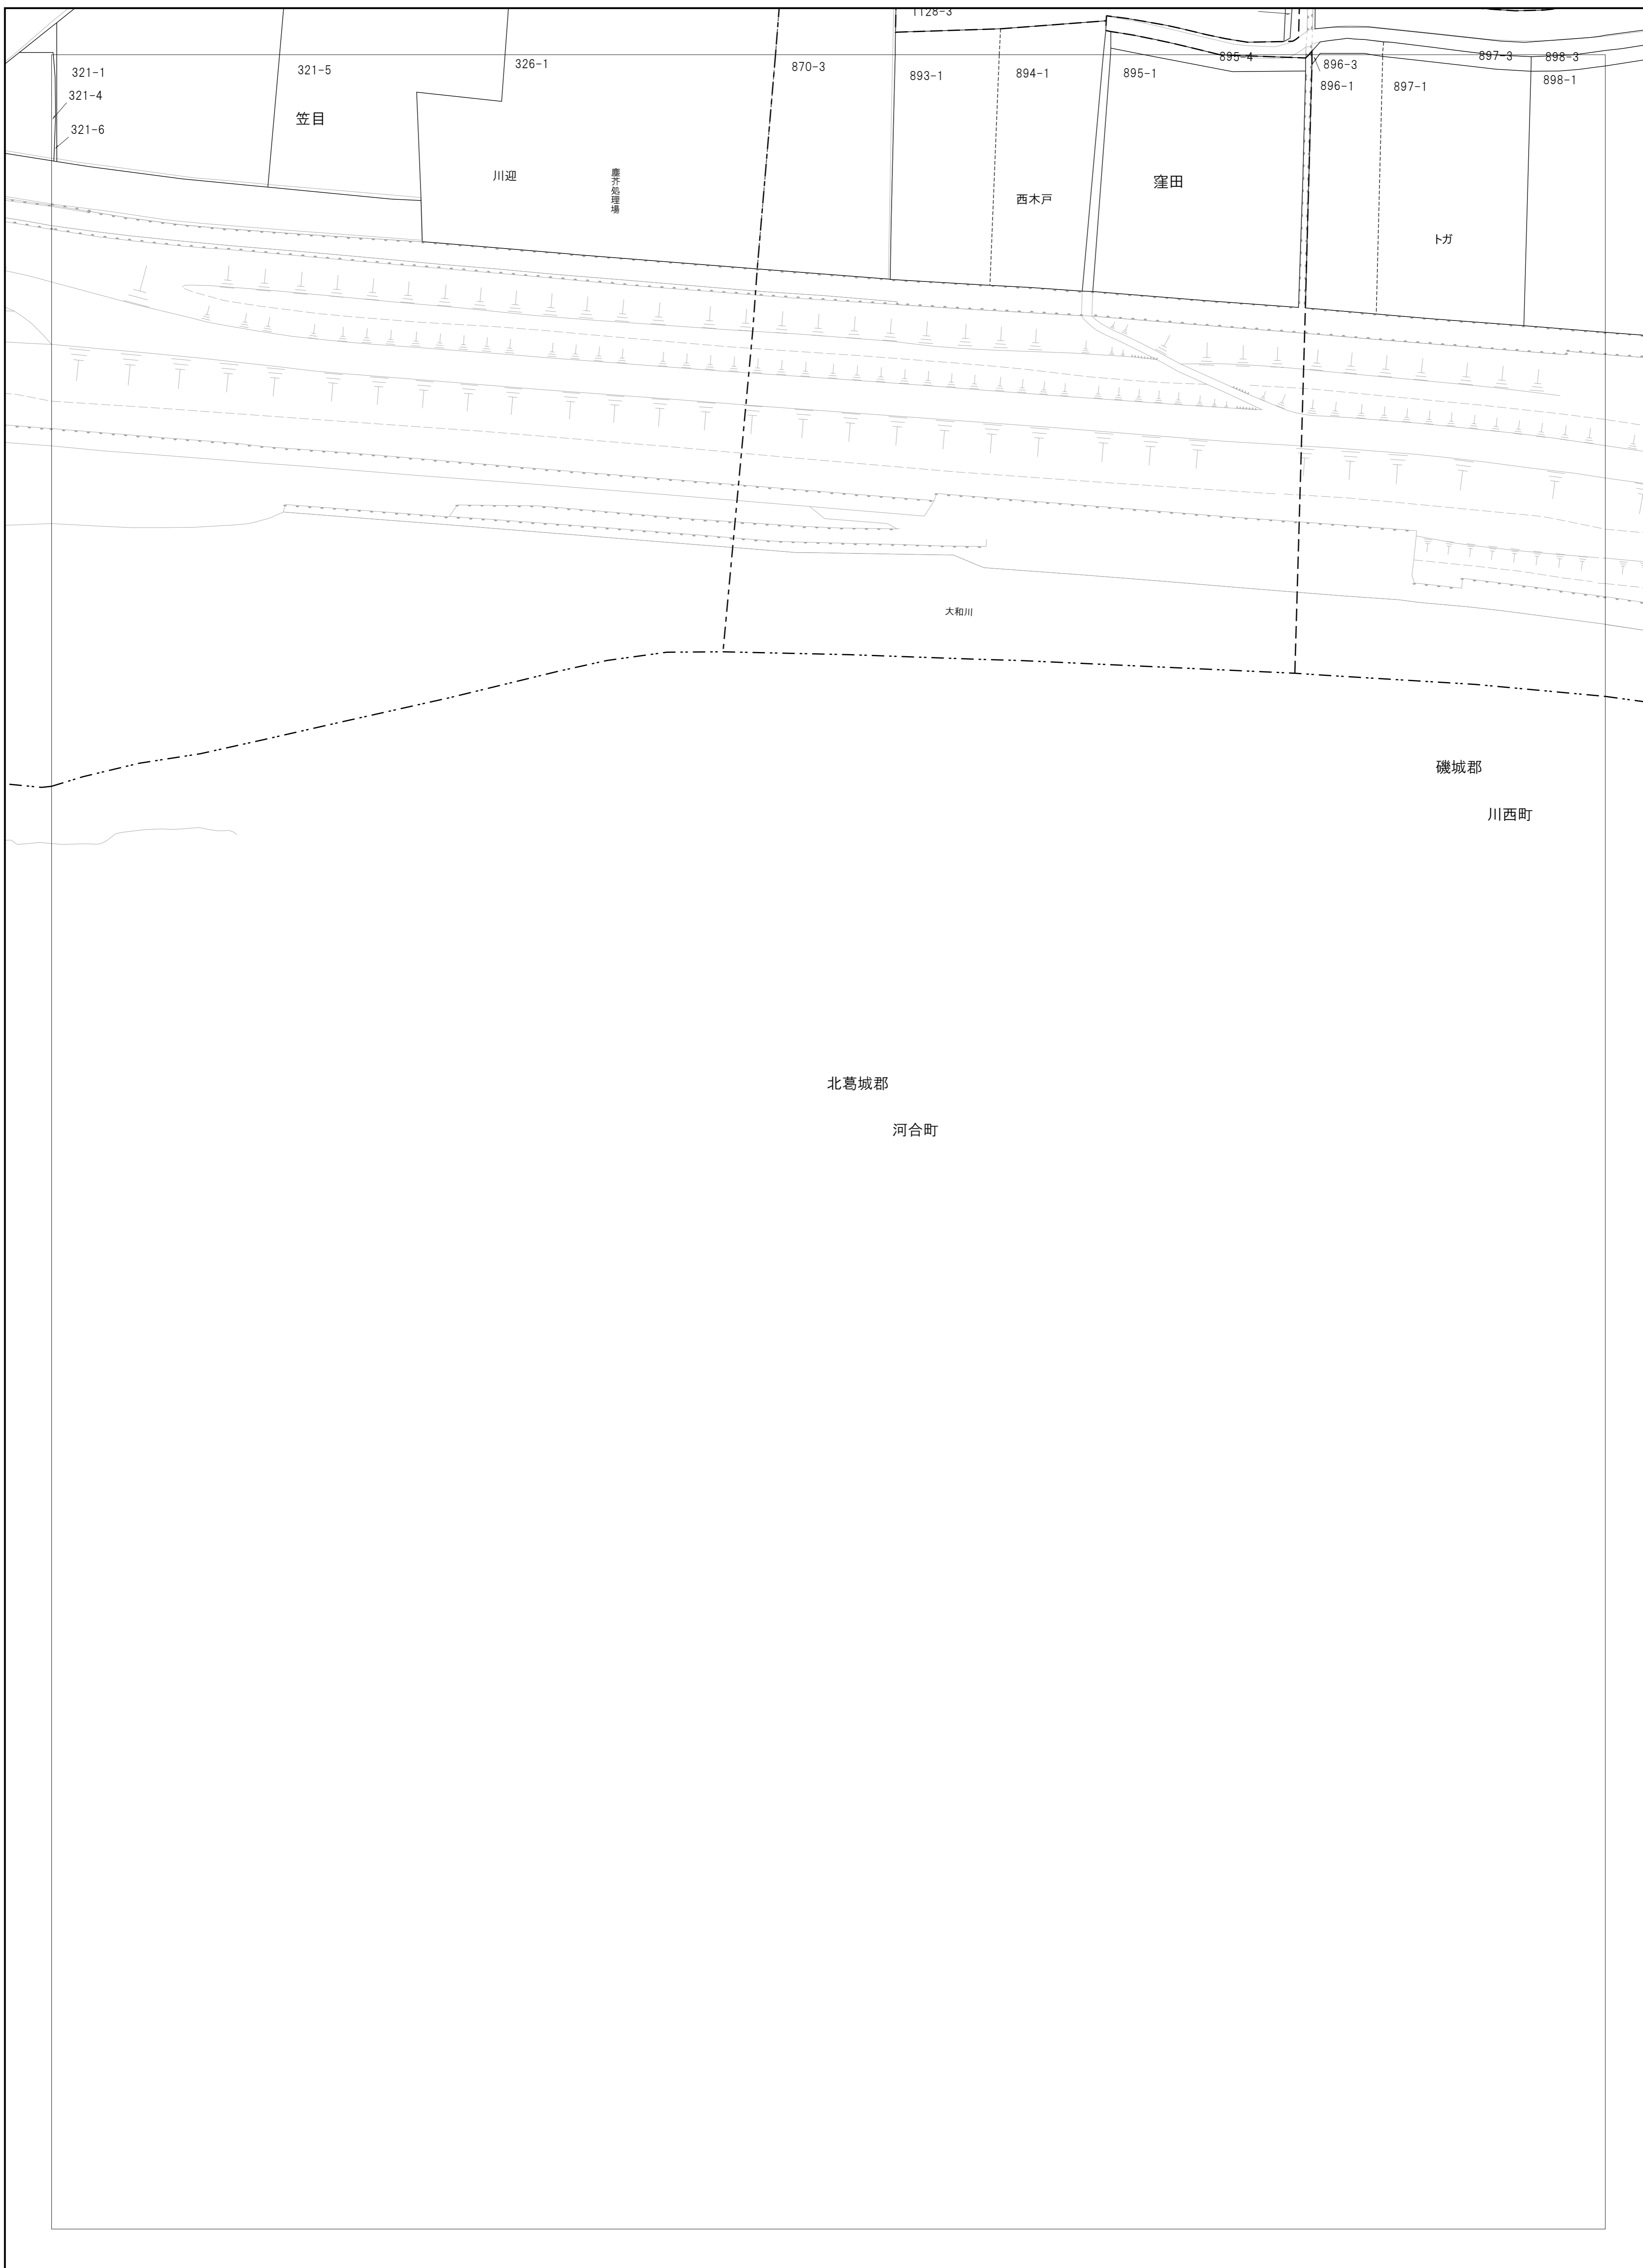 1128-3
895-4
897-3
898-3
321-1
321-5
326-1
870-3
893-1
894-1
895-1
896-3
896-1
897-1
898-1
321-4
321-6
笠目
川迎
塵芥処理場
西木戸
窪田
トガ
大和川
磯城郡
川西町
北葛城郡
河合町